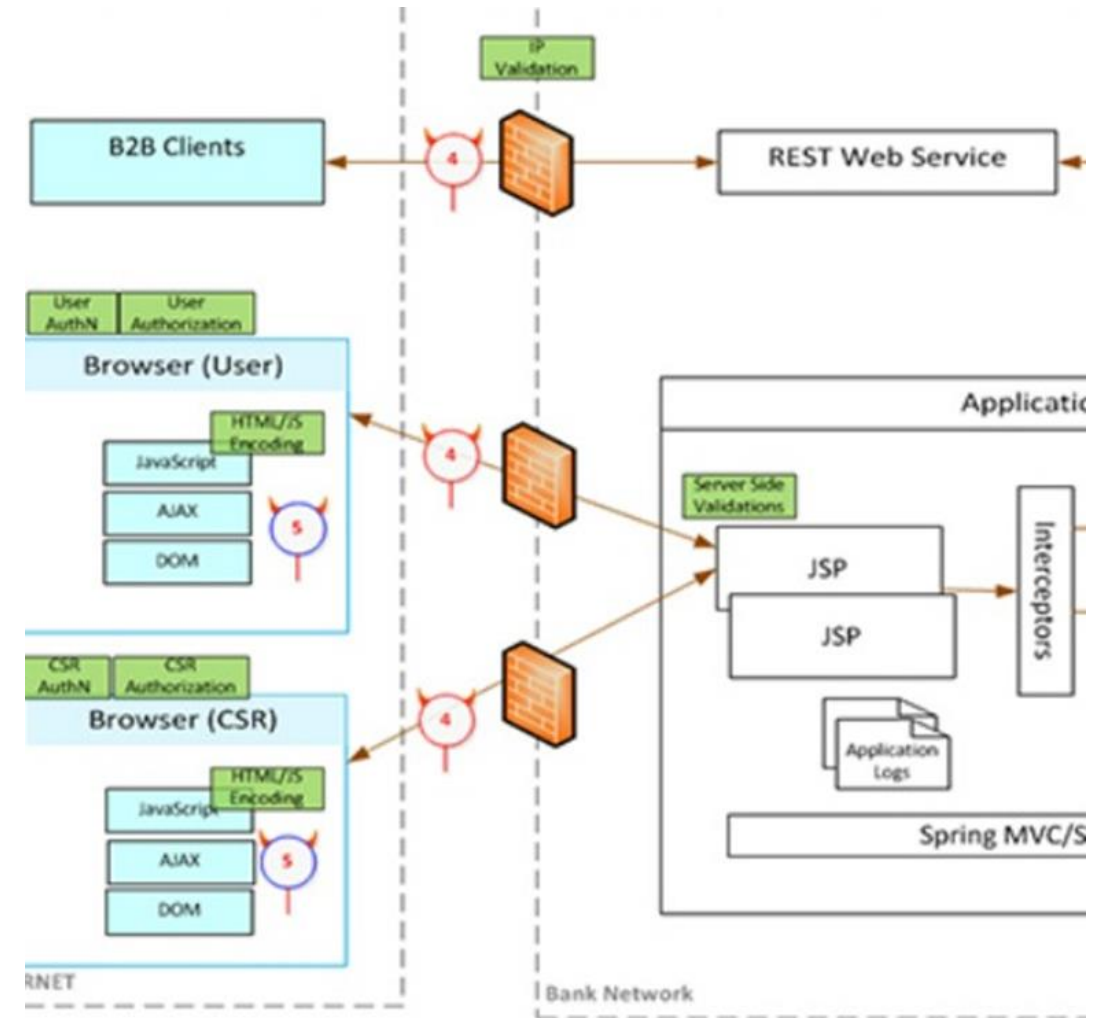 IP
Validation
B2B Clients
4
REST Web Service
User
AuthN
User
Authorization
Browser (User)
HTML/JS
Encoding
JavaScript
AJAX
DOM
5
4
Applicatio
Server Side
Validations
JSP
JSP
Interceptors
CSR
AuthN
CSR
Authorization
Browser (CSR)
HTML/JS
Encoding
JavaScript
AJAX
DOM
5
4
Application
Logs
Spring MVC/S
RNET
Bank Network